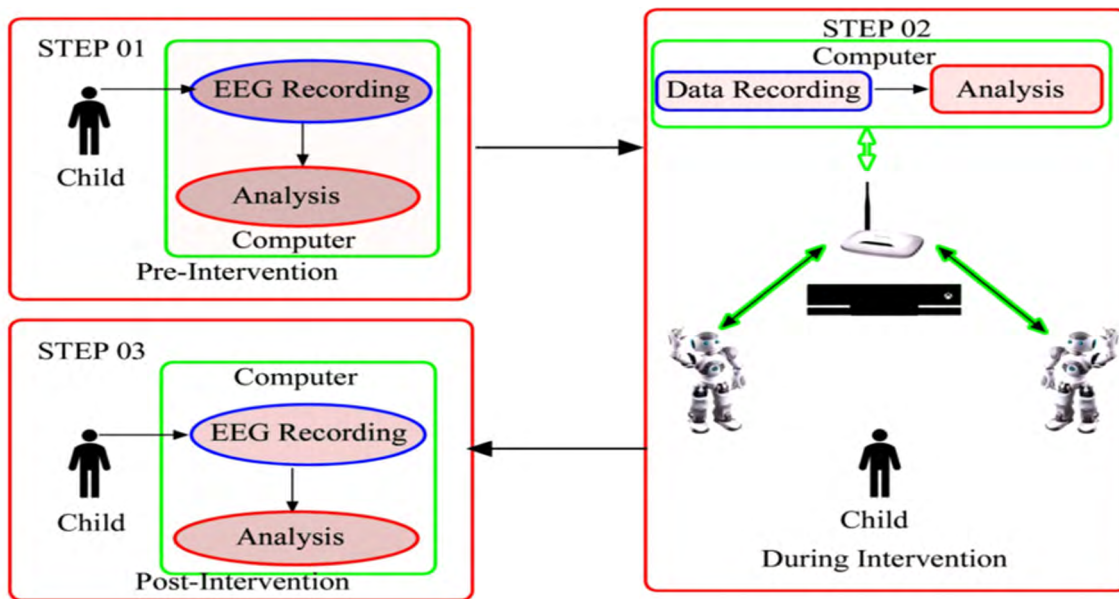 STEP 01
EEG Recording
Child
Analysis
Computer
Pre-Intervention
STEP 02
Computer
Data Recording
Analysis
Child
During Intervention
STEP 03
Computer
EEG Recording
Child
Analysis
Post-Intervention